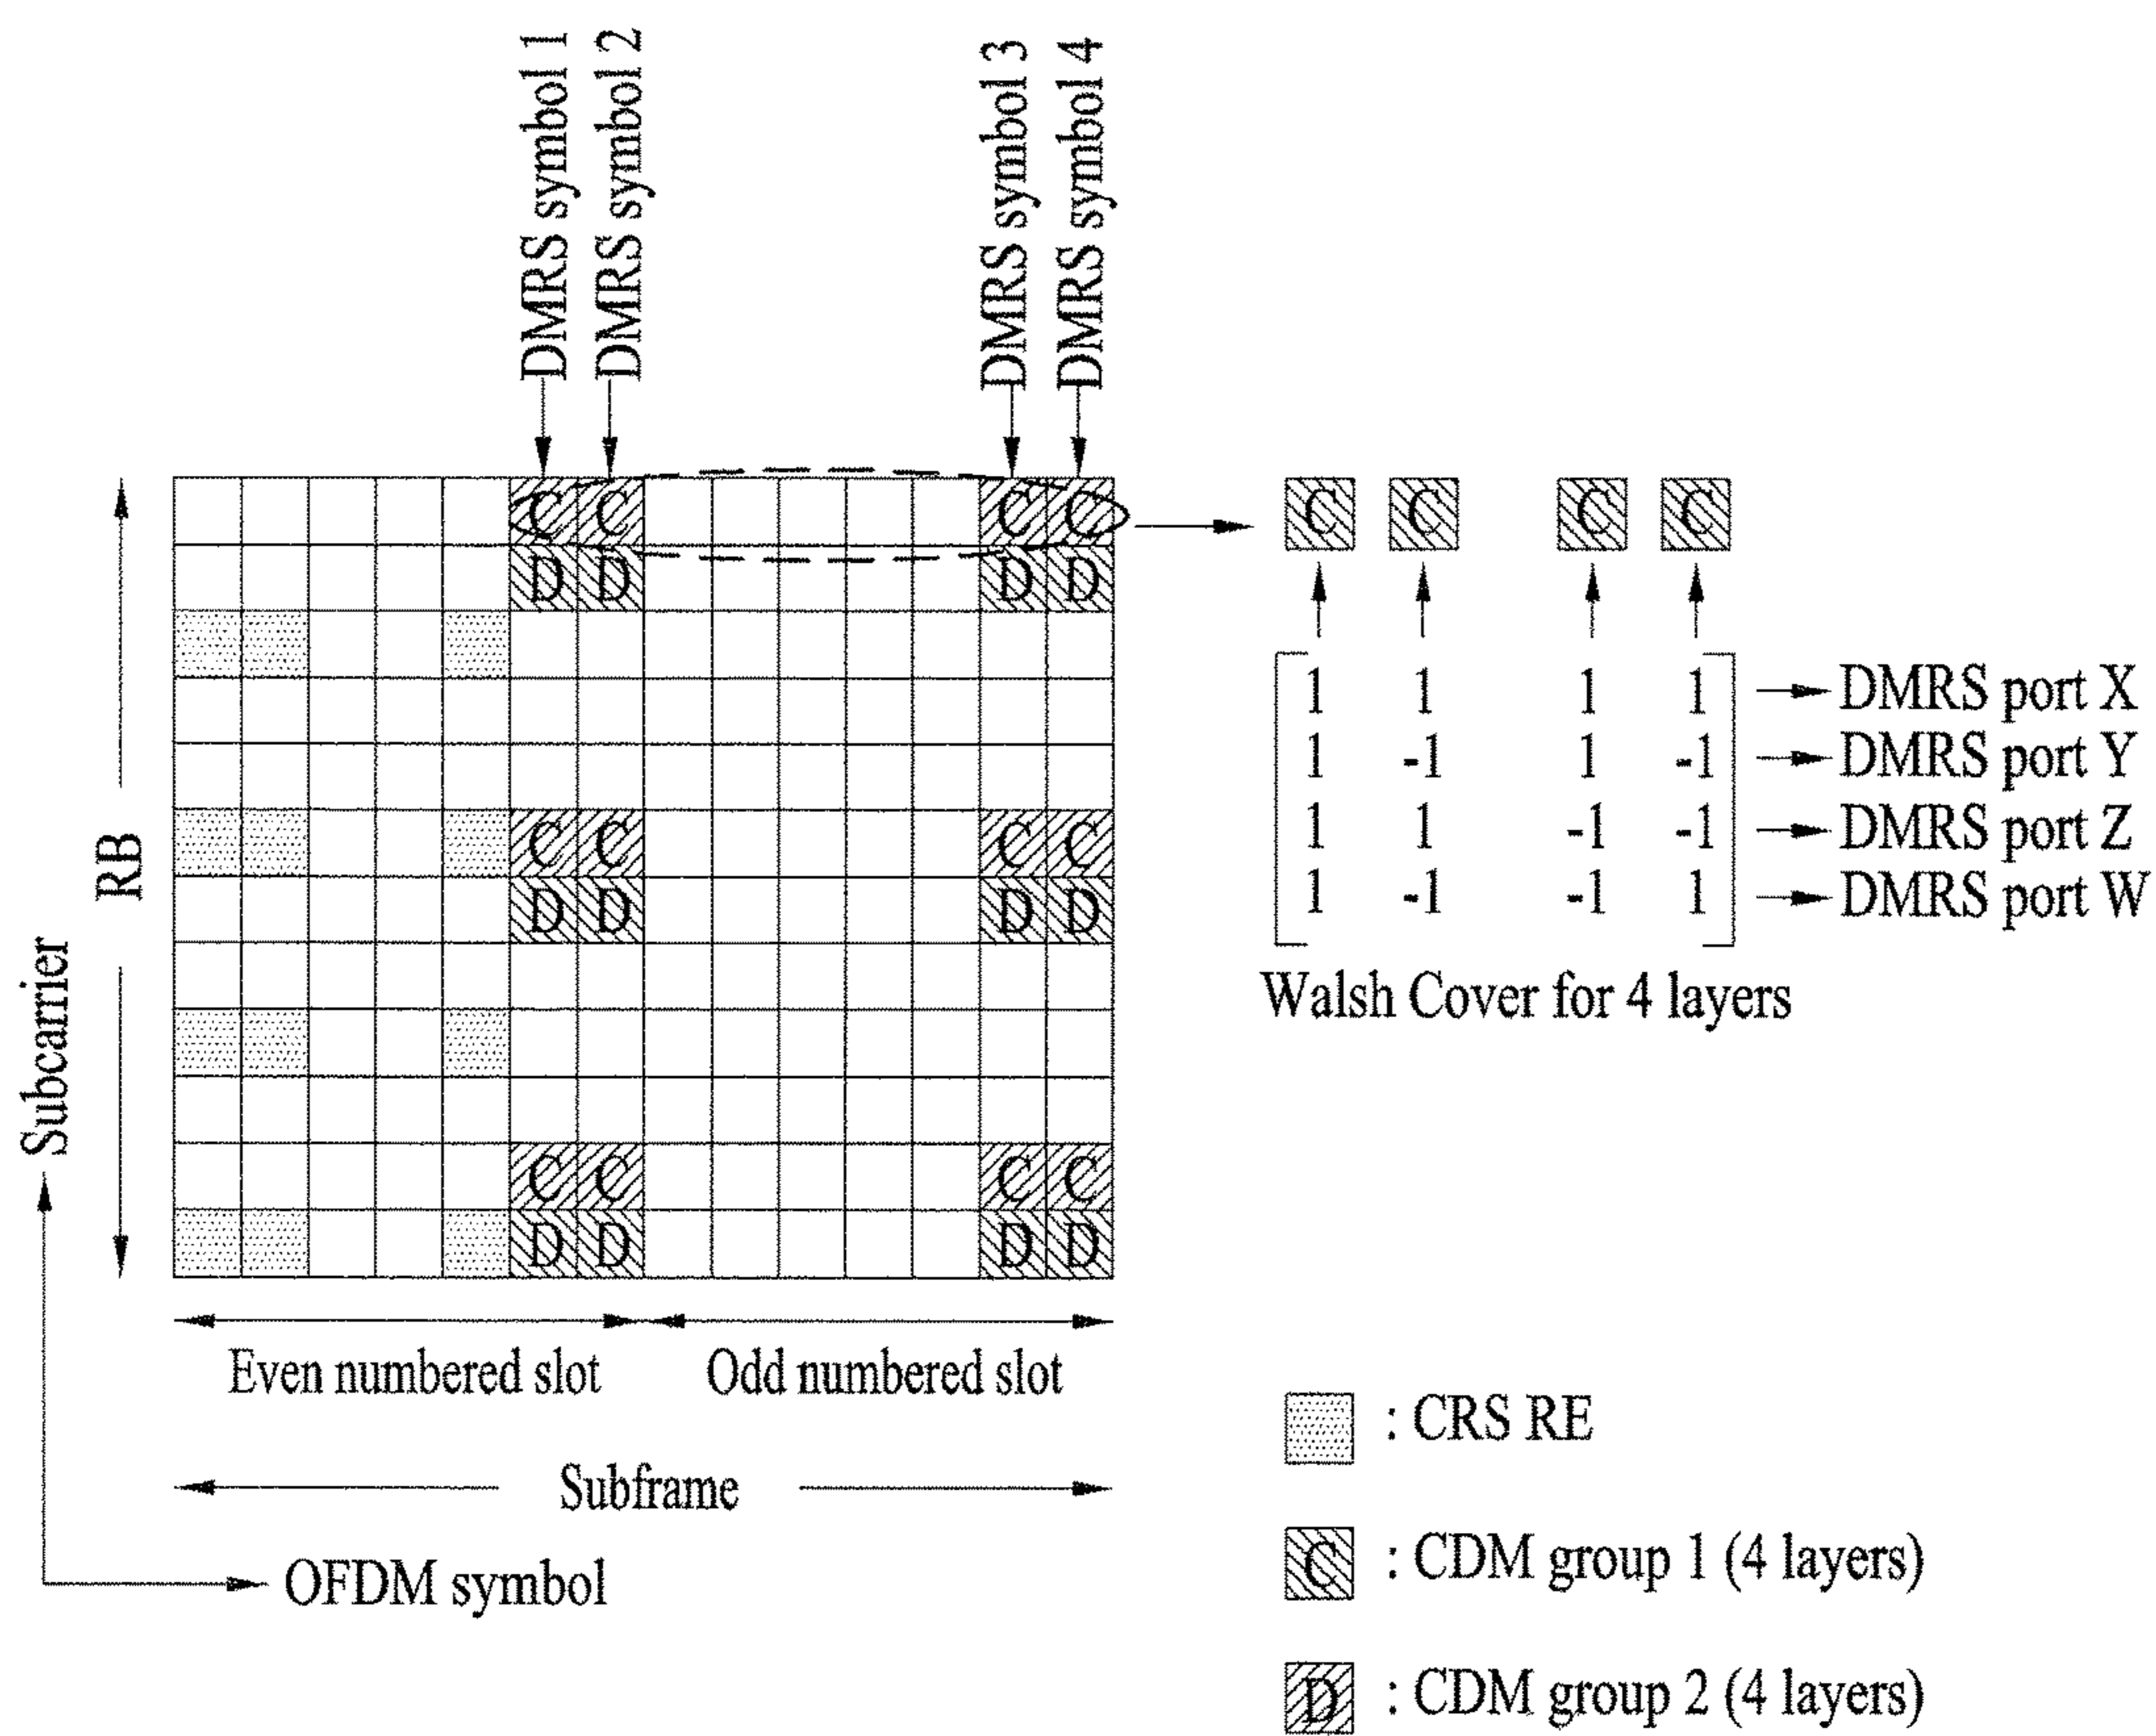 DMRS symbol 1
DMRS symbol 2
DMRS symbol 3
DMRS symbol 4
C C C C
D D D D
C C C C
D D D D
C C C C
D D D D
RB
Subcarrier
Even numbered slot
Odd numbered slot
Subframe
OFDM symbol
C C C C
1 1 1 1 DMRS port X
1 -1 1 -1 DMRS port Y
1 1 -1 -1 DMRS port Z
1 -1 -1 1 DMRS port W
Walsh Cover for 4 layers
: CRS RE
C : CDM group 1 (4 layers)
D : CDM group 2 (4 layers)